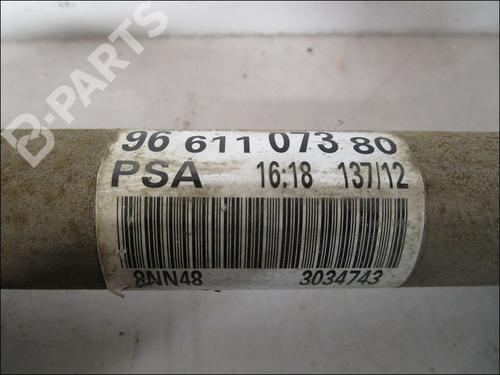 B-PARTS
96 611 073 80
PSA 16:18 137/12
8NN48 3034743